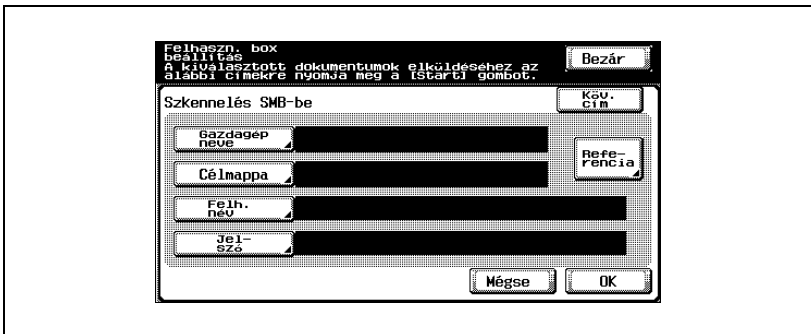 Felhaszn. box
beállítás
A kiválasztott dokumentumok elküldéséhez az
alábbi címekre nyomja meg a [Start] gombot.
Bezár
Szkennelés SMB-be
Köv.
cím
Gazdagép
neve
Refe-
rencia
Célmappa
Felh.
név
Jel-
szó
Mégse
OK